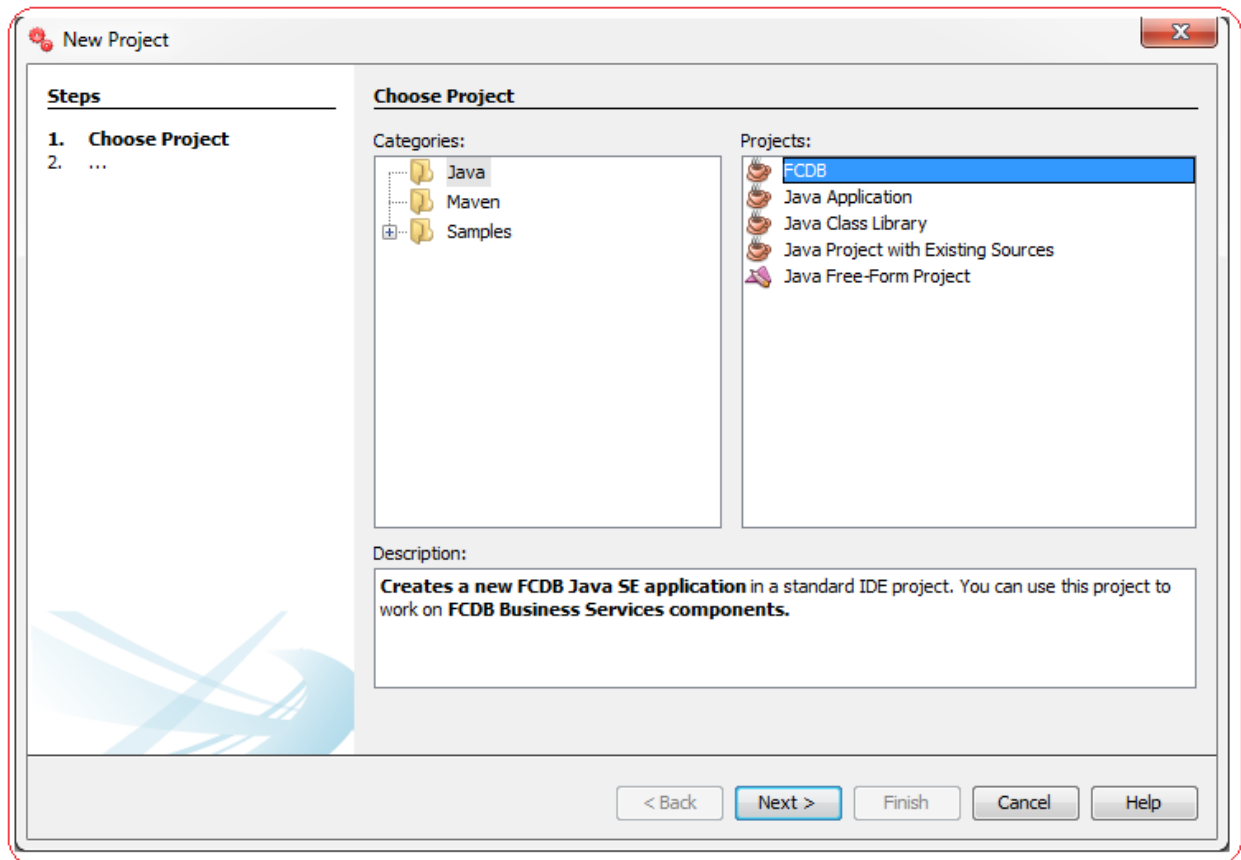 New Project
Steps
1. Choose Project
2. ...
Choose Project
Categories:
Java
Maven
Samples
Projects:
FCDB
Java Application
Java Class Library
Java Project with Existing Sources
Java Free-Form Project
Description:
Creates a new FCDB Java SE application in a standard IDE project. You can use this project to
work on FCDB Business Services components.
< Back
Next >
Finish
Cancel
Help